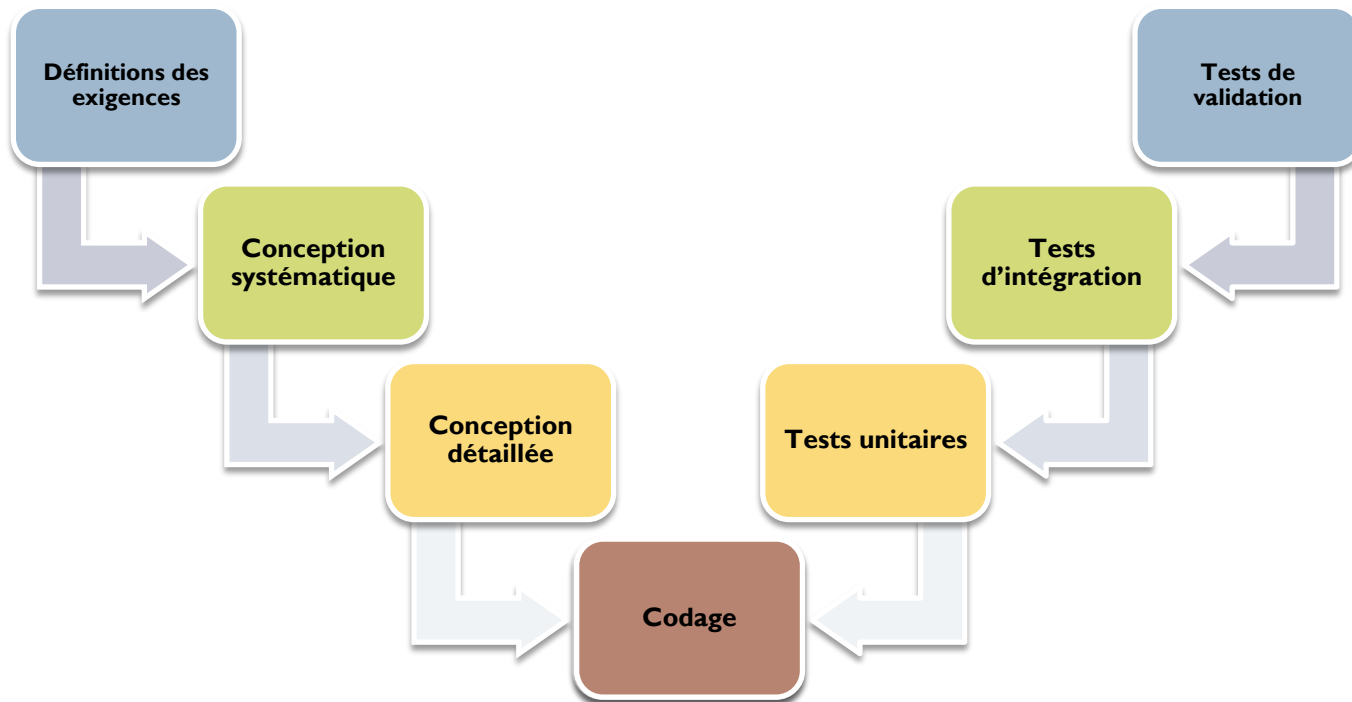 Définitions des
exigences
Tests de
validation
Conception
systématique
Tests
d’intégration
Conception
détaillée
Tests unitaires
Codage